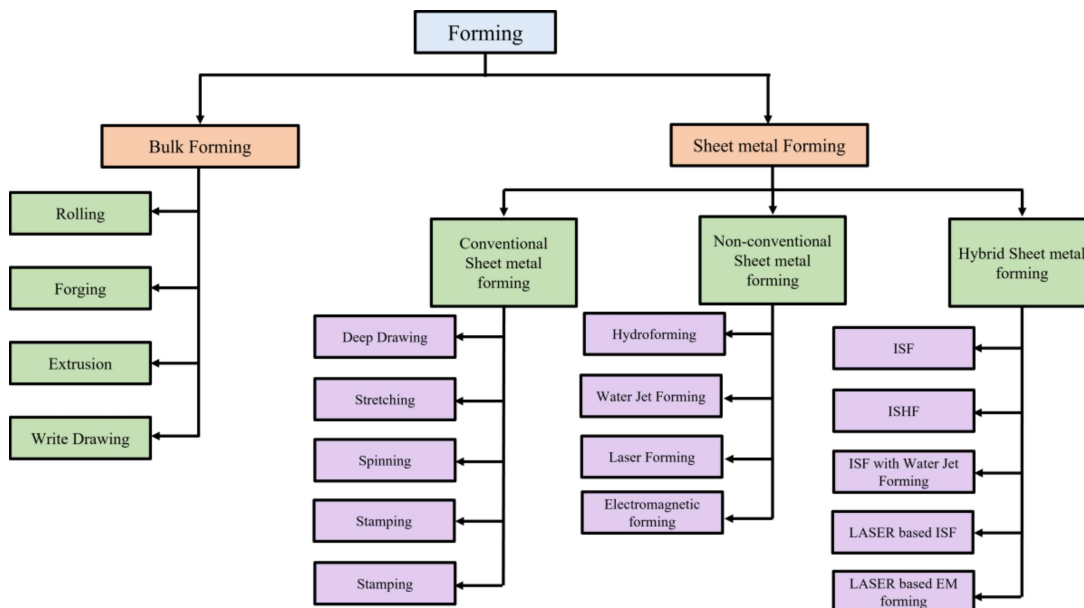 Forming
Bulk Forming
Sheet metal Forming
Rolling
Forging
Extrusion
Write Drawing
Conventional
Sheet metal
forming
Deep Drawing
Stretching
Spinning
Stamping
Stamping
Non-conventional
Sheet metal
forming
Hydroforming
Water Jet Forming
Laser Forming
Electromagnetic
forming
Hybrid Sheet metal
forming
ISF
ISHF
ISF with Water Jet
Forming
LASER based ISF
LASER based EM
forming